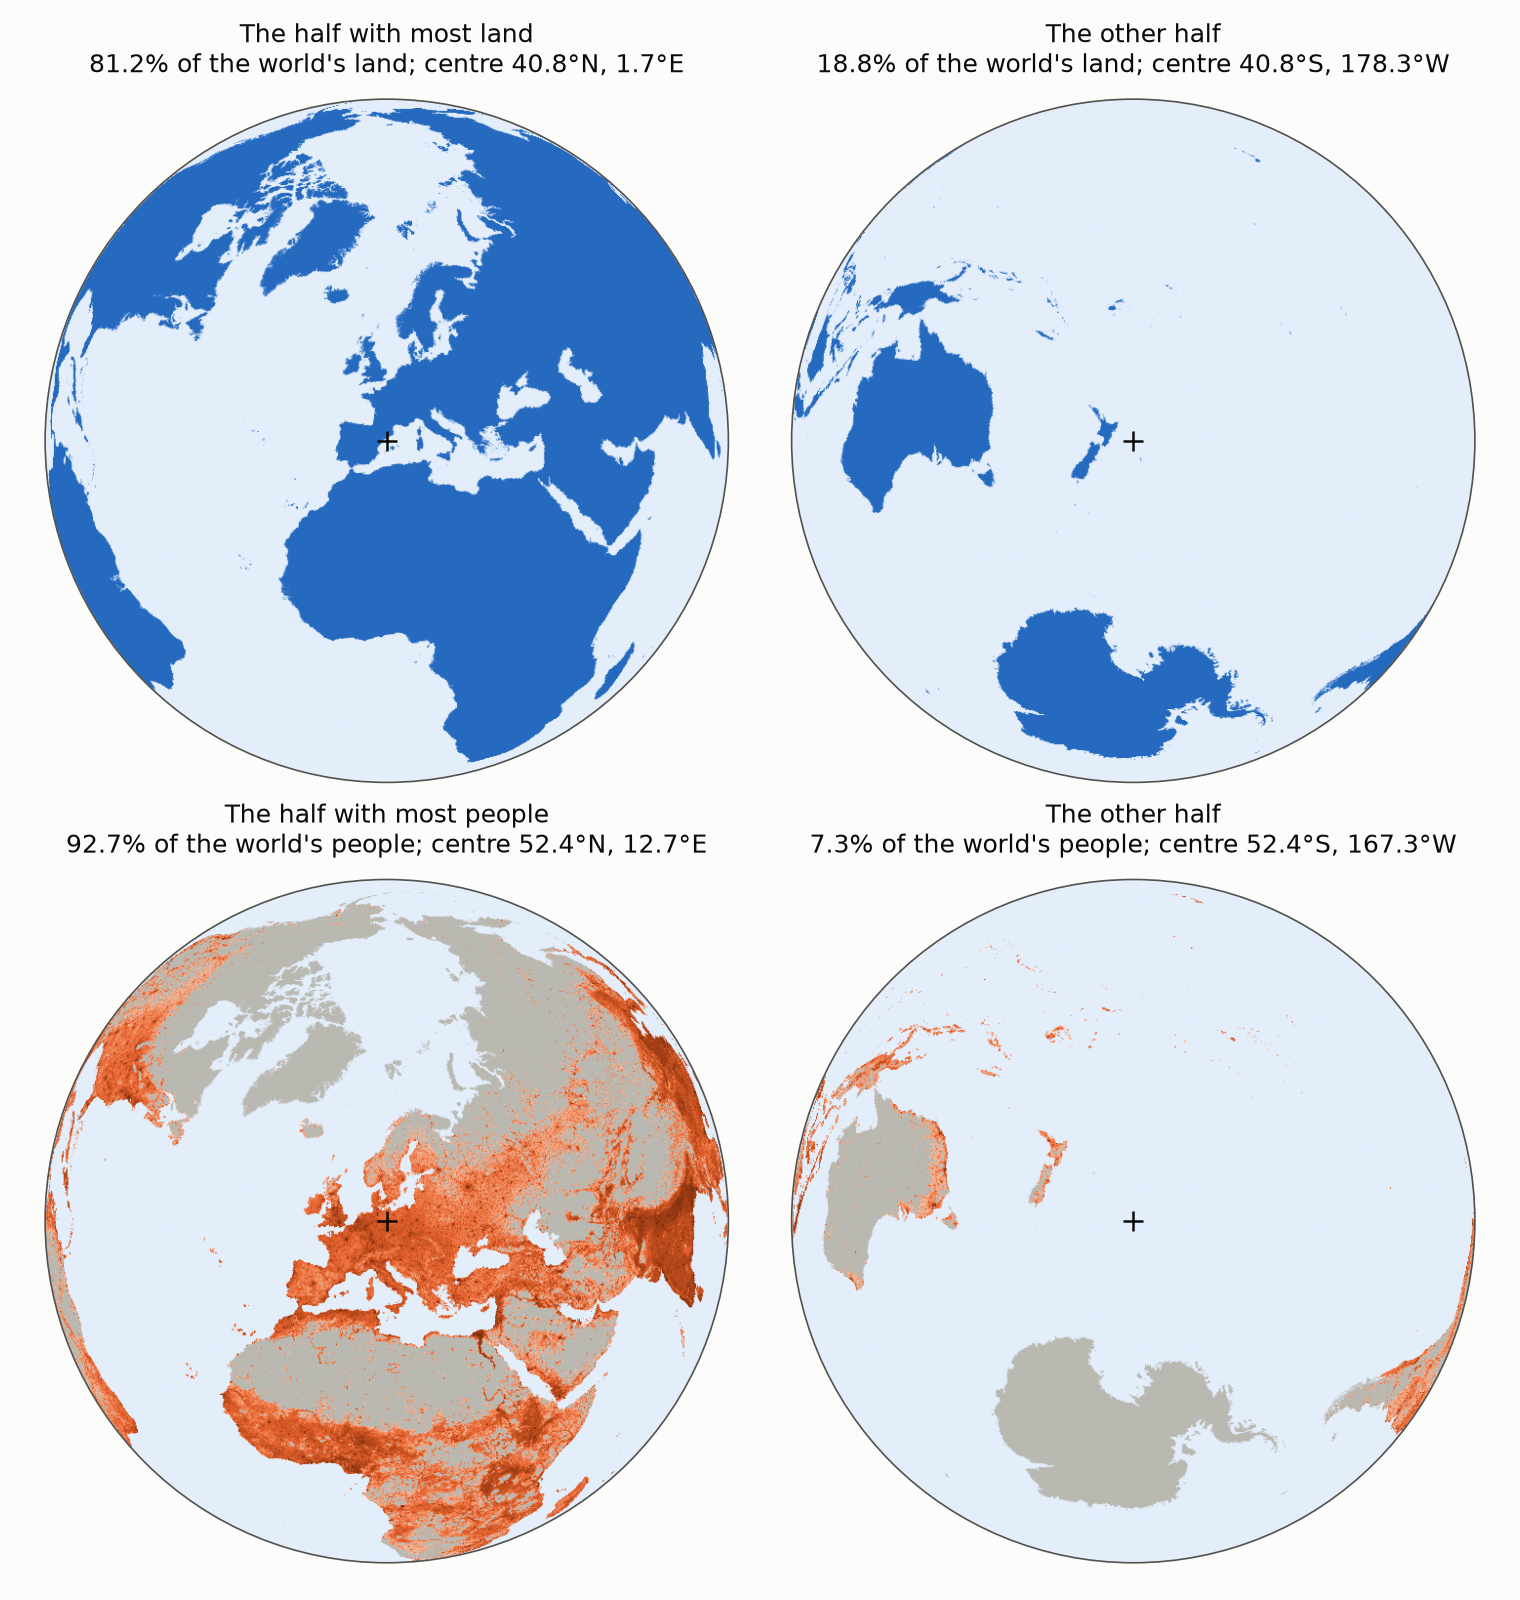 The half with most land
81.2% of the world's land; centre 40.8°N, 1.7°E
The other half
18.8% of the world's land; centre 40.8°S, 178.3°W
The half with most people
92.7% of the world's people; centre 52.4°N, 12.7°E
The other half
7.3% of the world's people; centre 52.4°S, 167.3°W